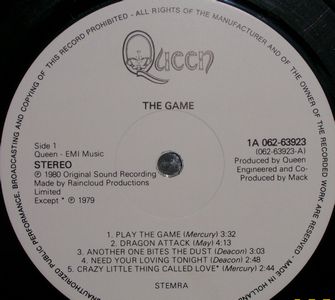 BROADCASTING AND COPYING OF THIS RECORD PROHIBITED - ALL RIGHTS OF THE MANUFACTURER AND OF THE OWNER OF THE RECORDED WORK ARE RESERVED.
UNAUTHORIZED PUBLIC PERFORMANCE,
Queen
THE GAME
Side 1
Queen - EMI Music
STEREO
℗ 1980 Original Sound Recording
Made by Raincloud Productions
Limited
Except * ℗ 1979
1A 062-63923
(062-63923-A)
Produced by Queen
Engineered and Co-
Produced by Mack
1. PLAY THE GAME (Mercury) 3:32
2. DRAGON ATTACK (May) 4:13
3. ANOTHER ONE BITES THE DUST (Deacon) 3:03
4. NEED YOUR LOVING TONIGHT (Deacon) 2:48
5. CRAZY LITTLE THING CALLED LOVE* (Mercury) 2:44
STEMRA
MADE IN HOLLAND